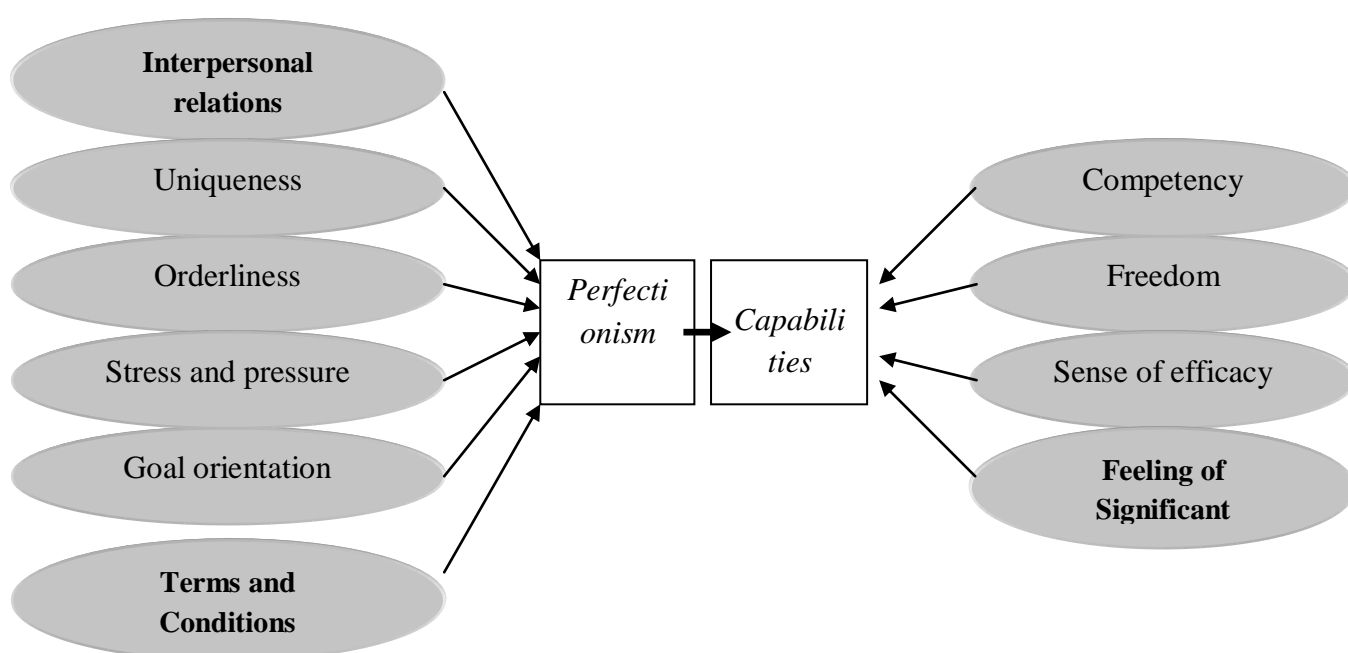 Interpersonal
relations
Uniqueness
Orderliness
Stress and pressure
Goal orientation
Terms and
Conditions
Perfecti
onism
Capabili
ties
Competency
Freedom
Sense of efficacy
Feeling of
Significant